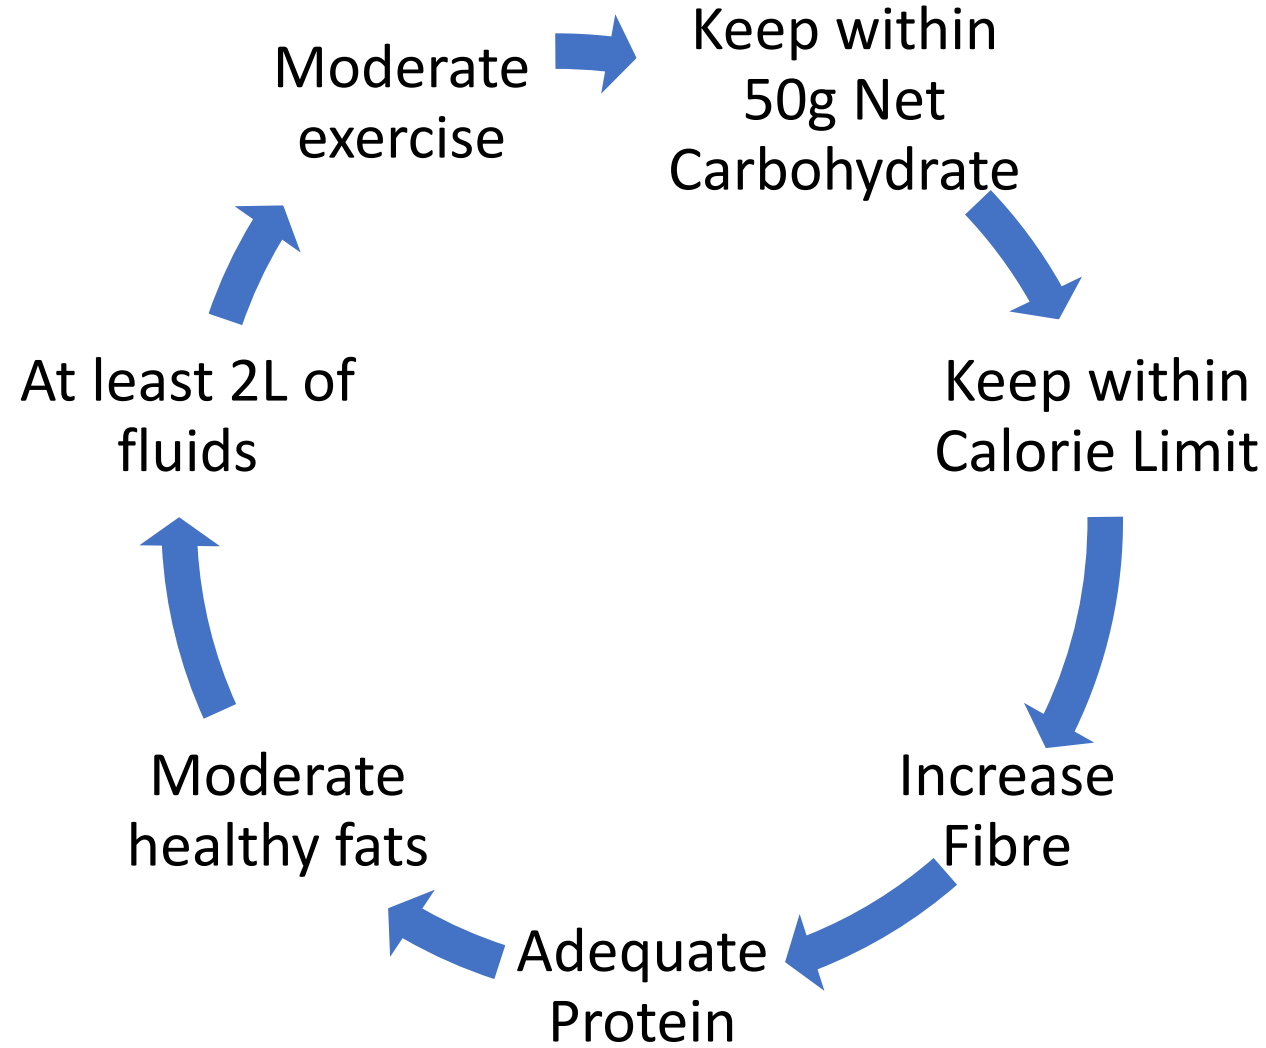 Keep within
50g Net
Carbohydrate
Keep within
Calorie Limit
Increase
Fibre
Adequate
Protein
Moderate
healthy fats
At least 2L of
fluids
Moderate
exercise